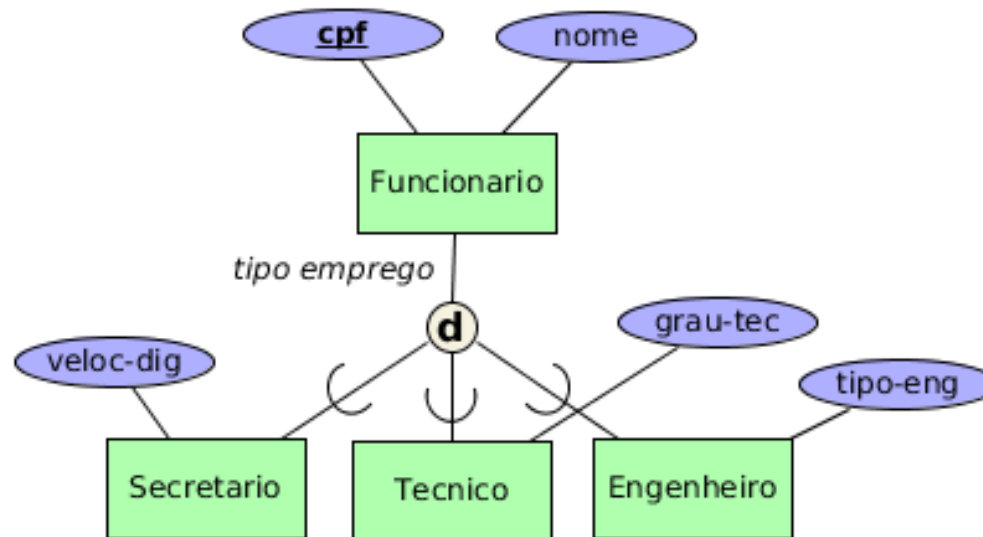 cpf
nome
Funcionario
tipo emprego
d
grau-tec
veloc-dig
tipo-eng
Secretario
Tecnico
Engenheiro